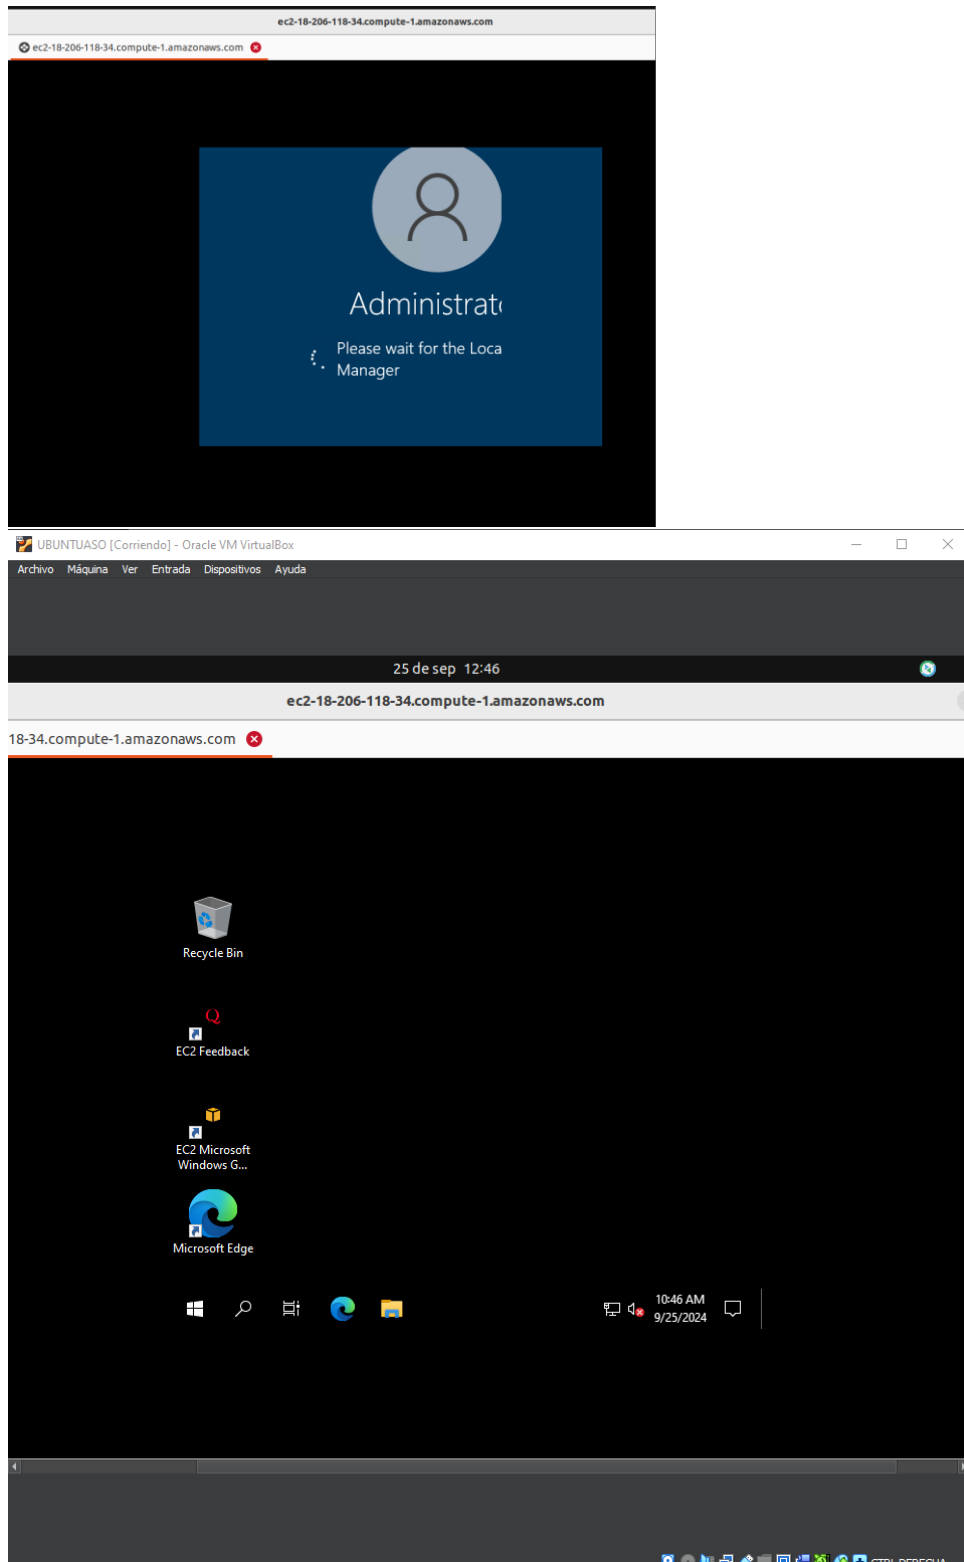 ec2-18-206-118-34.compute-1.amazonaws.com
ec2-18-206-118-34.compute-1.amazonaws.com
Administrat
Please wait for the Loca
Manager
UBUNTUASO [Corriendo] - Oracle VM VirtualBox
Archivo Máquina Ver Entrada Dispositivos Ayuda
25 de sep 12:46
ec2-18-206-118-34.compute-1.amazonaws.com
18-34.compute-1.amazonaws.com
Recycle Bin
EC2 Feedback
EC2 Microsoft
Windows G...
Microsoft Edge
10:46 AM
9/25/2024
CTRL DERECHA